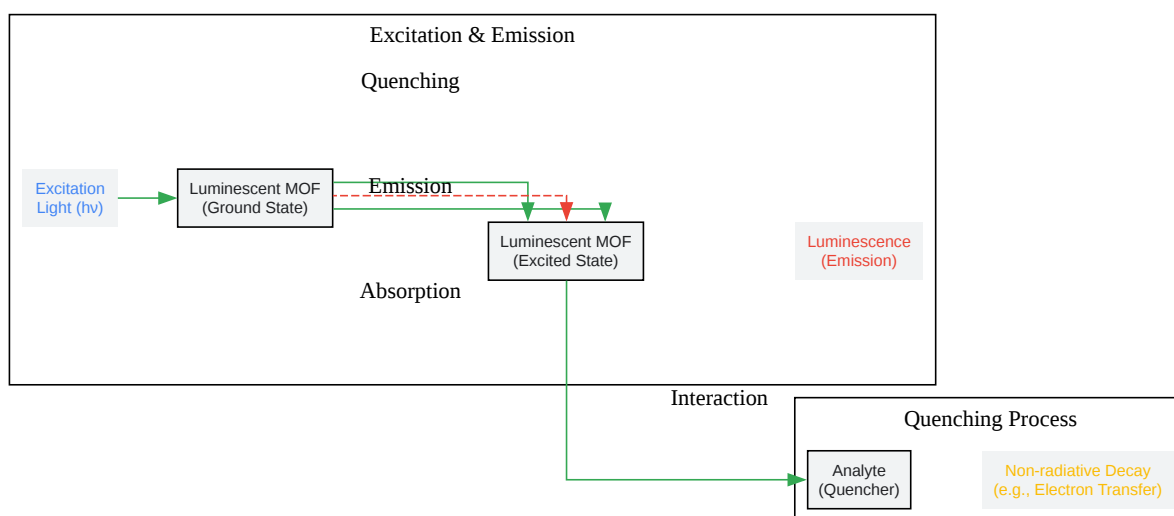 Excitation & Emission
Quenching
Excitation
Light (hν)
Luminescent MOF
(Ground State)
Emission
Luminescent MOF
(Excited State)
Luminescence
(Emission)
Absorption
Interaction
Quenching Process
Analyte
(Quencher)
Non-radiative Decay
(e.g., Electron Transfer)